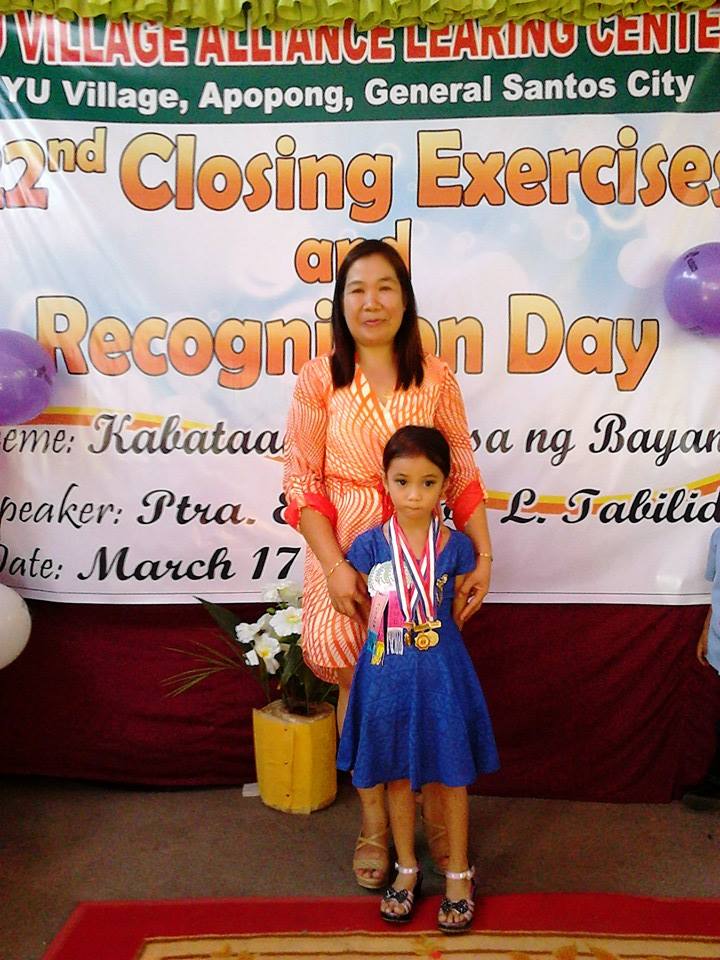 VILLAGE ALLIANCE LEARING CENTE
YU Village, Apopong, General Santos City
2nd Closing Exercises
and
Recogni on Day
eme: Kabataa sa ng Bayan
peaker: Ptra. L. Tabilid
Date: March 17